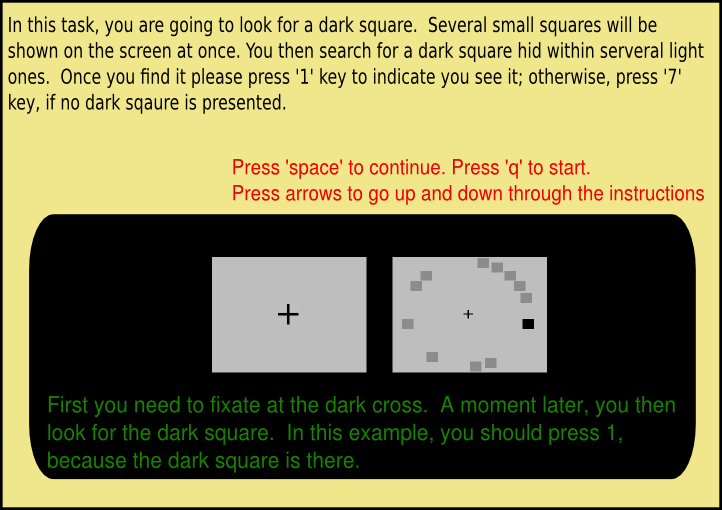 In this task, you are going to look for a dark square.  Several small squares will be
shown on the screen at once. You then search for a dark square hid within serveral light
ones.  Once you find it please press '1' key to indicate you see it; otherwise, press '7'
key, if no dark sqaure is presented.
Press 'space' to continue. Press 'q' to start.
Press arrows to go up and down through the instructions
First you need to fixate at the dark cross.  A moment later, you then
look for the dark square.  In this example, you should press 1,
because the dark square is there.